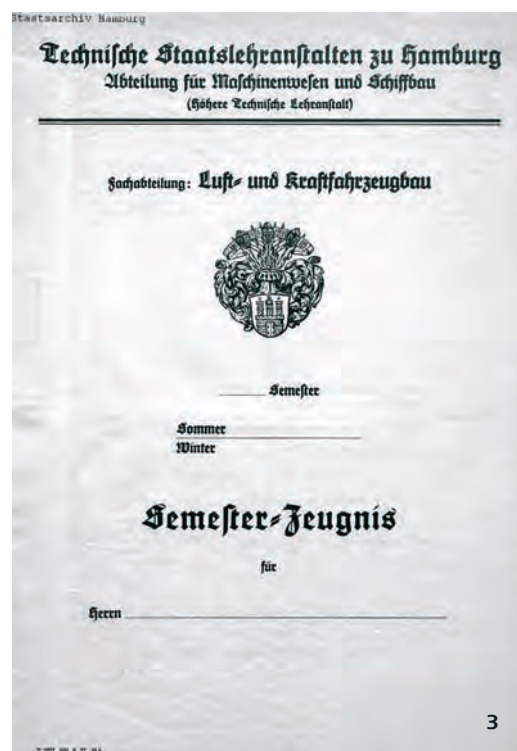 Staatsarchiv Hamburg
Technische Staatslehranstalten zu Hamburg
Abteilung für Maschinenwesen und Schiffbau
(Höhere Technische Lehranstalt)
Fachabteilung: Luft- und Kraftfahrzeugbau
Semester
Sommer
Winter
Semester-Zeugnis
für
Herrn
3